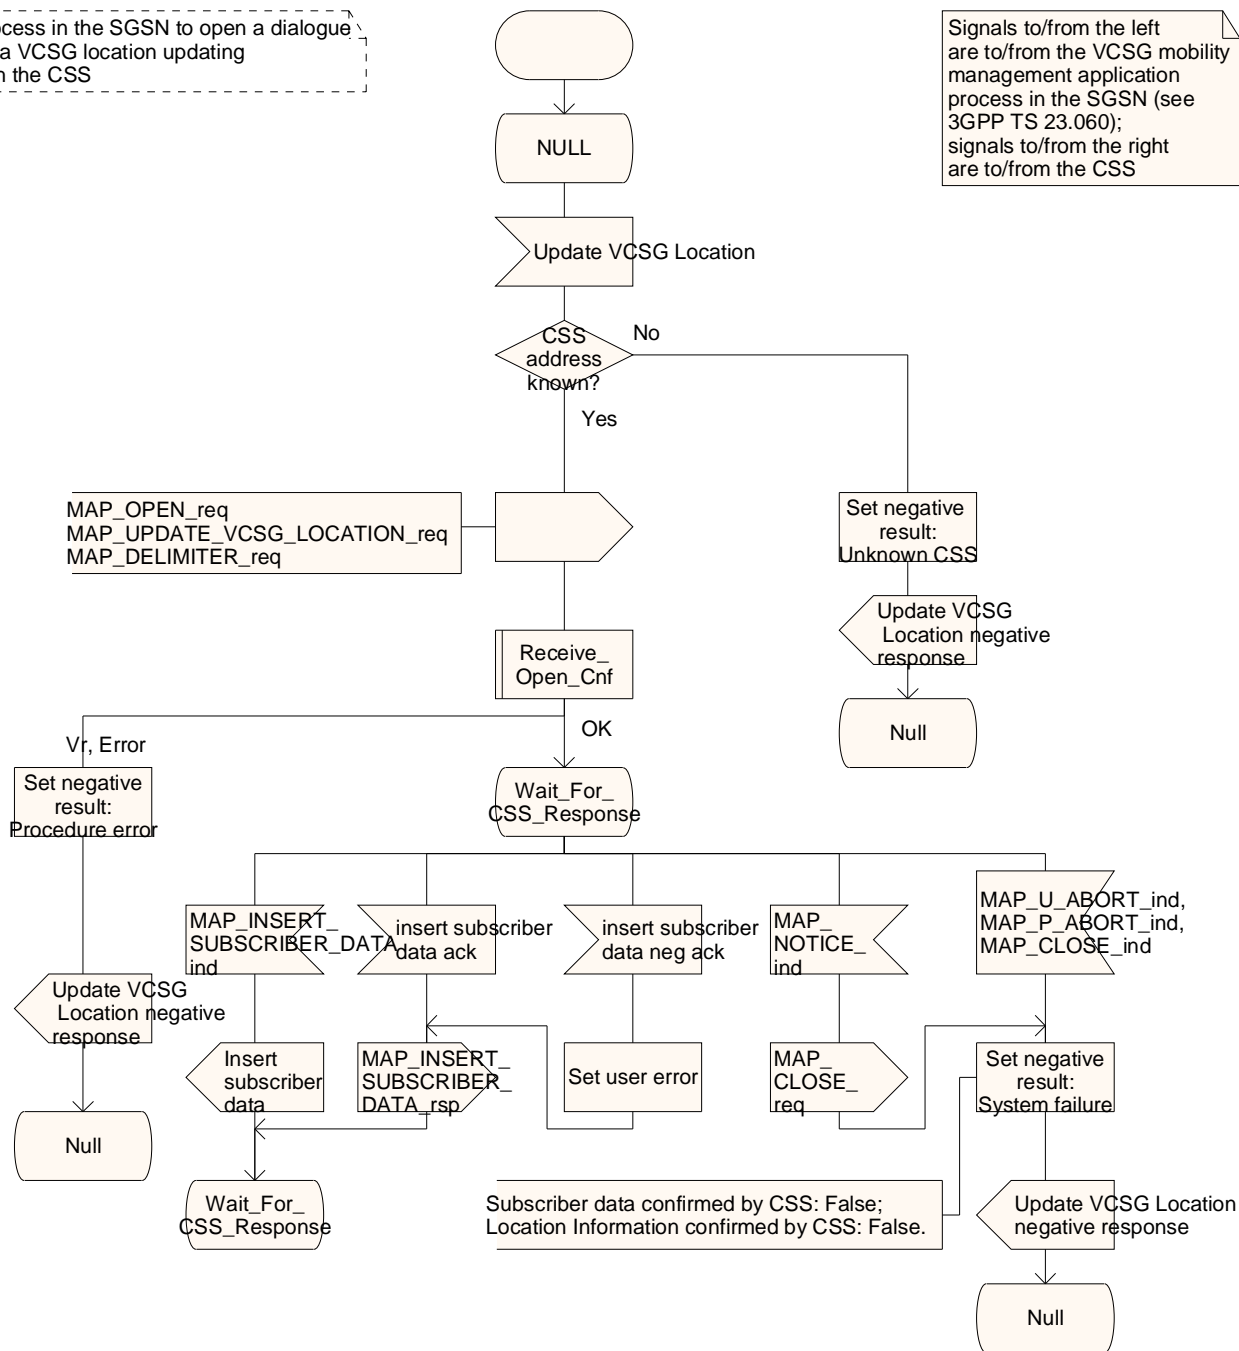 to open a dialogue
a VCSG location updating
the CSS
Signals to/from the left
are to/from the VCSG mobility
management application
process in the SGSN (see
3GPP TS 23.060);
signals to/from the right
are to/from the CSS
NULL
Update VCSG Location
CSS
address
known?
No
Yes
MAP_OPEN_req
MAP_UPDATE_VCSG_LOCATION_req
MAP_DELIMITER_req
Set negative
result:
Unknown CSS
Update VCSG
Location negative
response
Null
Receive_
Open_Cnf
Vr, Error
OK
Set negative
result:
Procedure error
Wait_For_
CSS_Response
MAP_INSERT_
SUBSCRIBER_DATA_
ind
insert subscriber
data ack
insert subscriber
data neg ack
MAP_
NOTICE_
ind
MAP_U_ABORT_ind,
MAP_P_ABORT_ind,
MAP_CLOSE_ind
Update VCSG
Location negative
response
Insert
subscriber
data
MAP_INSERT_
SUBSCRIBER_
DATA_rsp
Set user error
MAP_
CLOSE_
req
Set negative
result:
System failure
Null
Wait_For_
CSS_Response
Subscriber data confirmed by CSS: False;
Location Information confirmed by CSS: False.
Update VCSG Location
negative response
Null